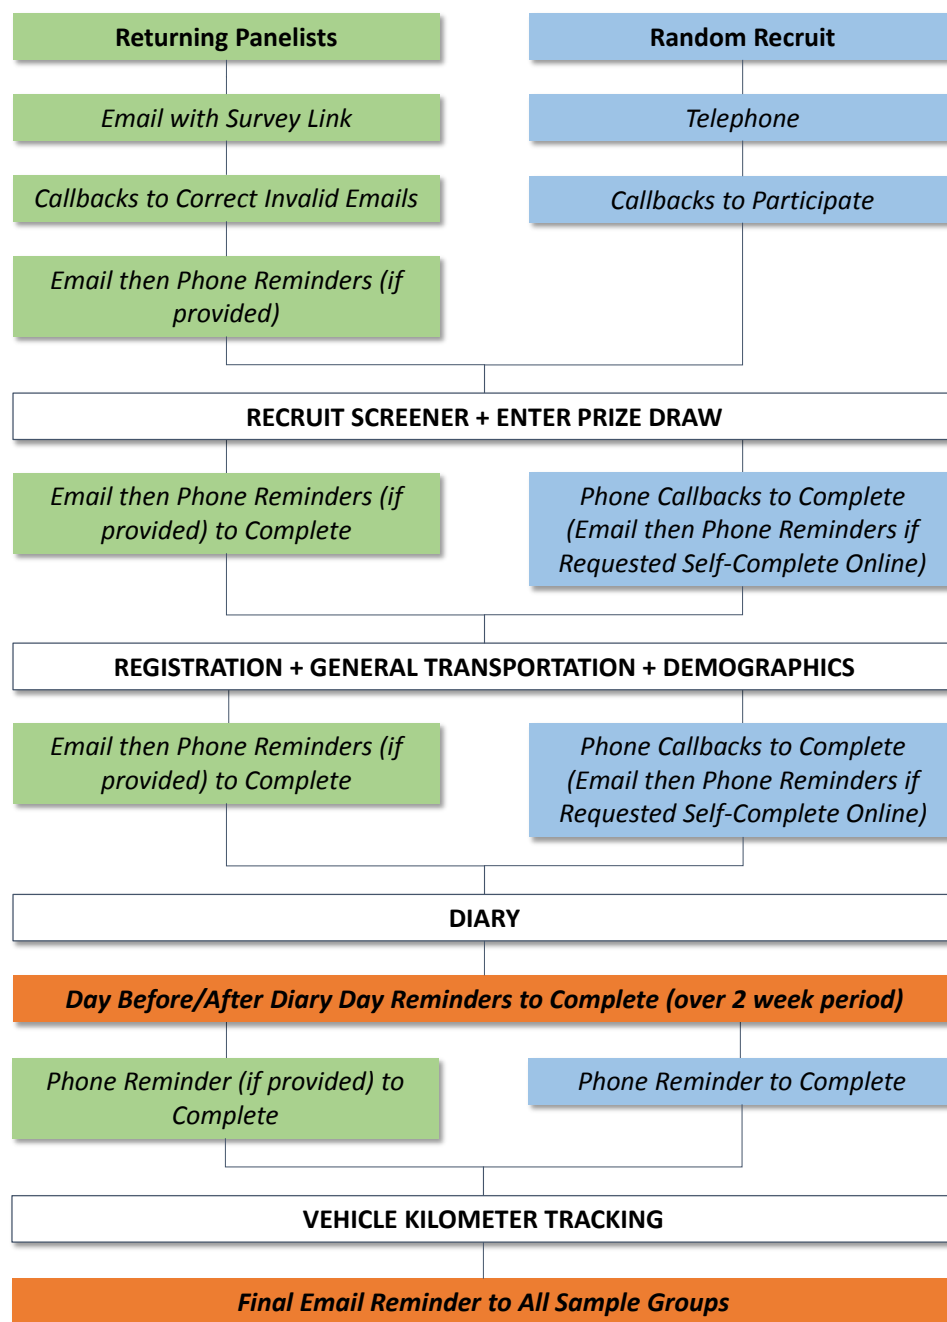 Returning Panelists
Random Recruit
Email with Survey Link
Telephone
Callbacks to Correct Invalid Emails
Callbacks to Participate
Email then Phone Reminders (if
provided)
RECRUIT SCREENER + ENTER PRIZE DRAW
Email then Phone Reminders (if
provided) to Complete
Phone Callbacks to Complete
(Email then Phone Reminders if
Requested Self-Complete Online)
REGISTRATION + GENERAL TRANSPORTATION + DEMOGRAPHICS
Email then Phone Reminders (if
provided) to Complete
Phone Callbacks to Complete
(Email then Phone Reminders if
Requested Self-Complete Online)
DIARY
Day Before/After Diary Day Reminders to Complete (over 2 week period)
Phone Reminder (if provided) to
Complete
Phone Reminder to Complete
VEHICLE KILOMETER TRACKING
Final Email Reminder to All Sample Groups